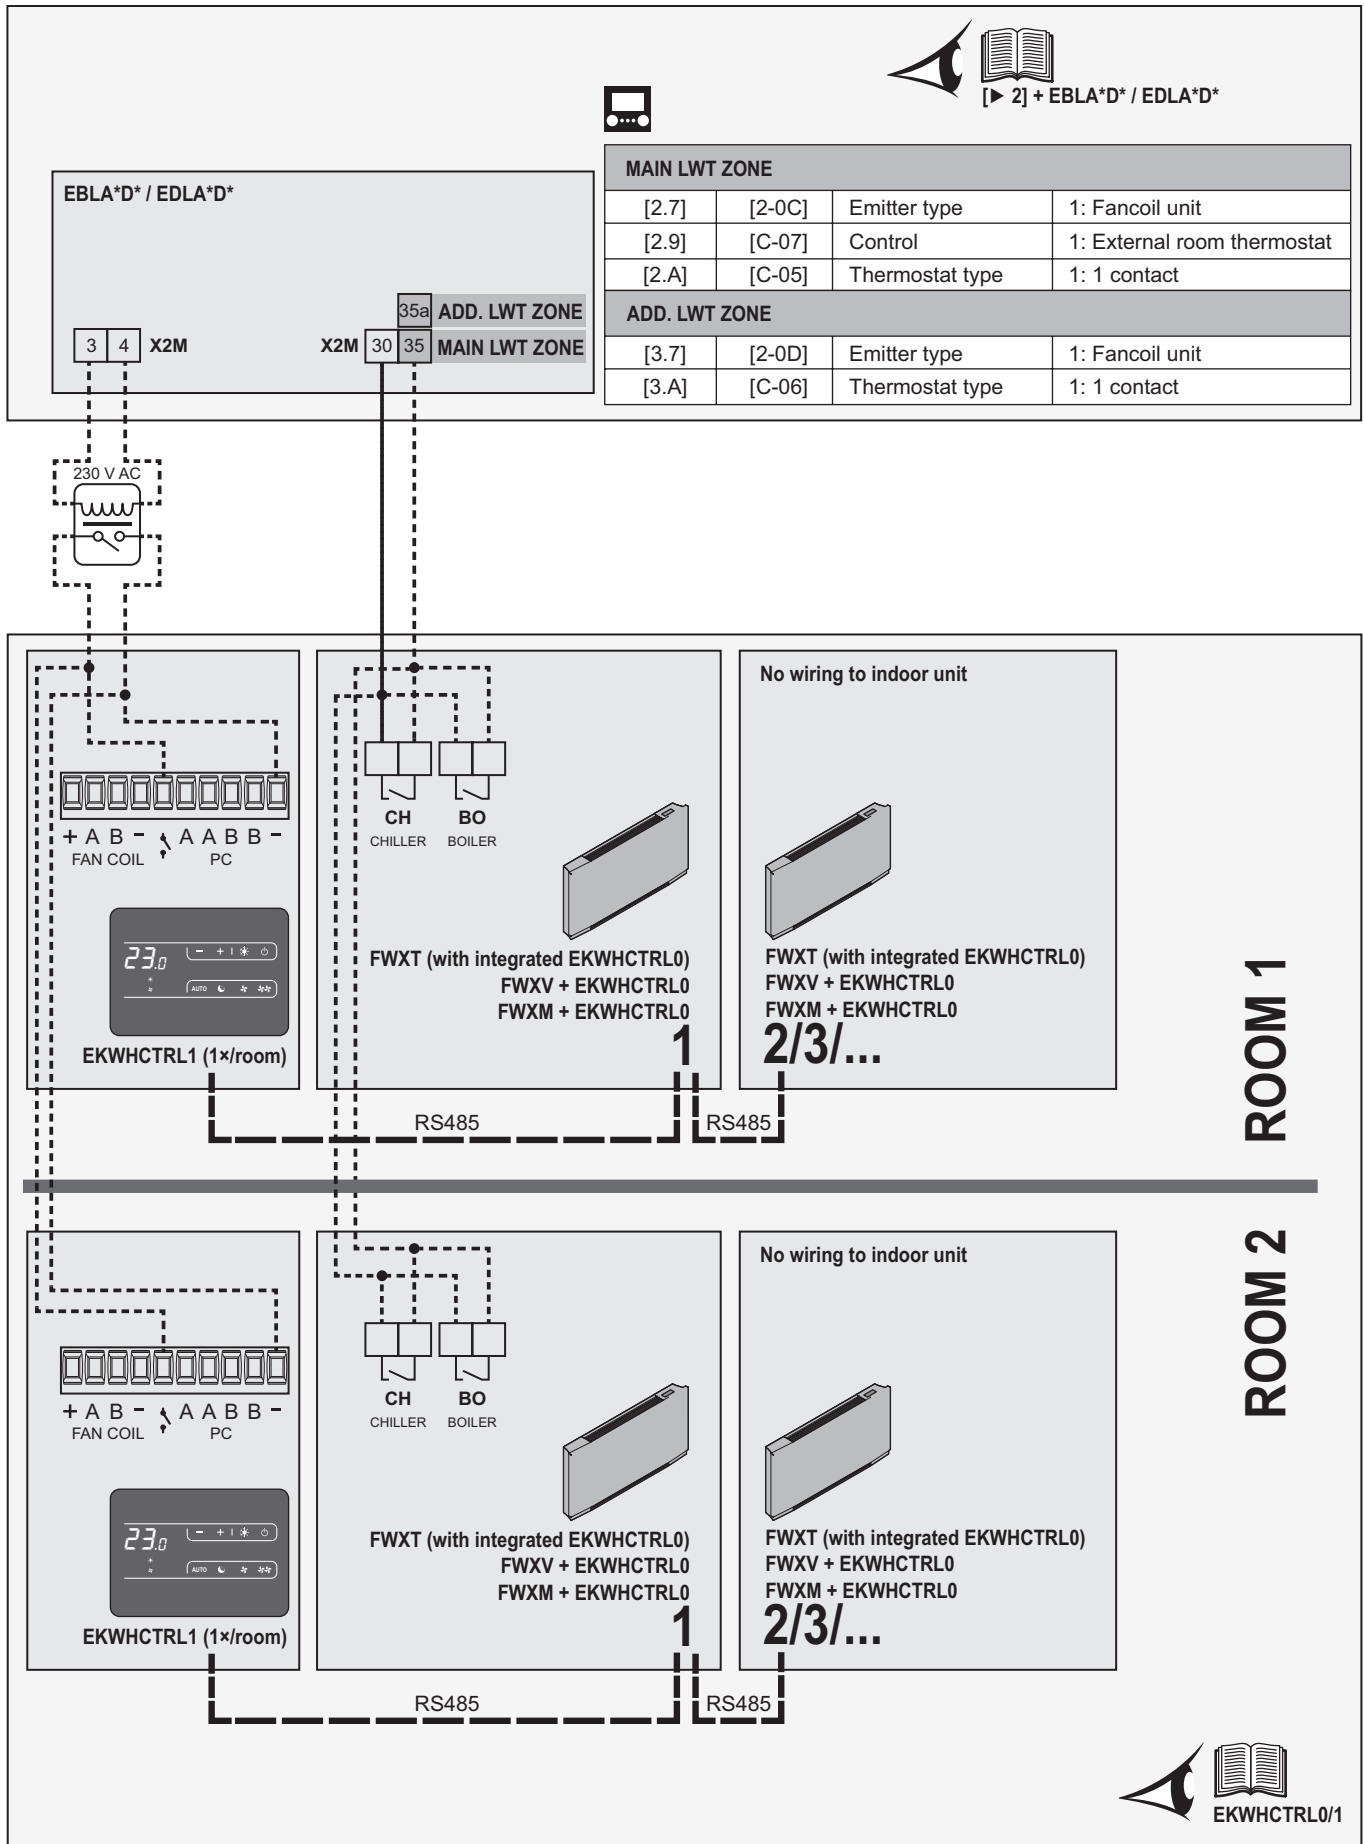 [▶ 2] + EBLA*D* / EDLA*D*
MAIN LWT ZONE
[2.7] [2-0C] Emitter type 1: Fancoil unit
[2.9] [C-07] Control 1: External room thermostat
[2.A] [C-05] Thermostat type 1: 1 contact
ADD. LWT ZONE
[3.7] [2-0D] Emitter type 1: Fancoil unit
[3.A] [C-06] Thermostat type 1: 1 contact
EBLA*D* / EDLA*D*
35a ADD. LWT ZONE
3 4 X2M X2M 30 35 MAIN LWT ZONE
230 V AC
ROOM 1
+ A B - A A B B -
FAN COIL PC
23.0 - + I
AUTO
EKWHCTRL1 (1×/room)
CH BO
CHILLER BOILER
FWXT (with integrated EKWHCTRL0)
FWXV + EKWHCTRL0
FWXM + EKWHCTRL0
1
No wiring to indoor unit
FWXT (with integrated EKWHCTRL0)
FWXV + EKWHCTRL0
FWXM + EKWHCTRL0
2/3/...
RS485 RS485
ROOM 2
+ A B - A A B B -
FAN COIL PC
23.0 - + I
AUTO
EKWHCTRL1 (1×/room)
CH BO
CHILLER BOILER
FWXT (with integrated EKWHCTRL0)
FWXV + EKWHCTRL0
FWXM + EKWHCTRL0
1
No wiring to indoor unit
FWXT (with integrated EKWHCTRL0)
FWXV + EKWHCTRL0
FWXM + EKWHCTRL0
2/3/...
RS485 RS485
EKWHCTRL0/1